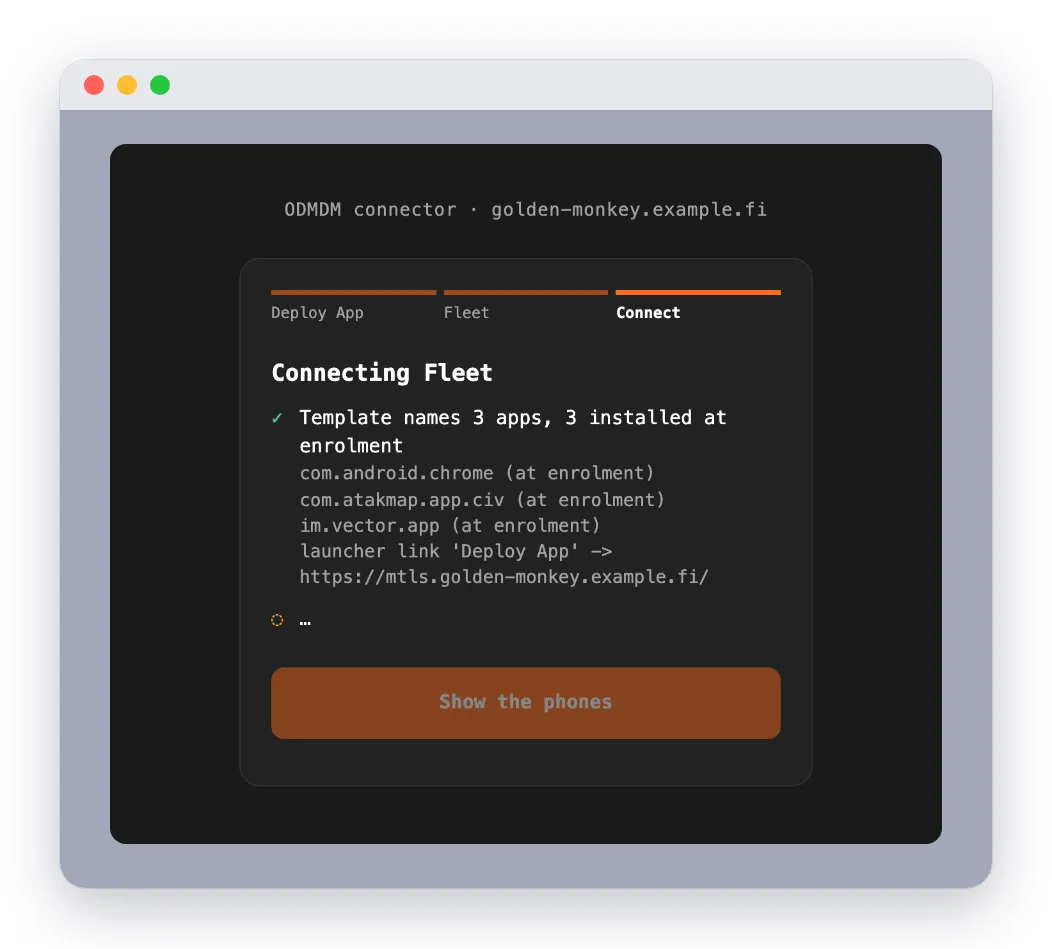 ODMDM connector · golden-monkey.example.fi
Deploy App
Fleet
Connect
Connecting Fleet
✓ Template names 3 apps, 3 installed at
enrolment
com.android.chrome (at enrolment)
com.atakmap.app.civ (at enrolment)
im.vector.app (at enrolment)
launcher link 'Deploy App' —>
https://mtls.golden-monkey.example.fi/
…
Show the phones